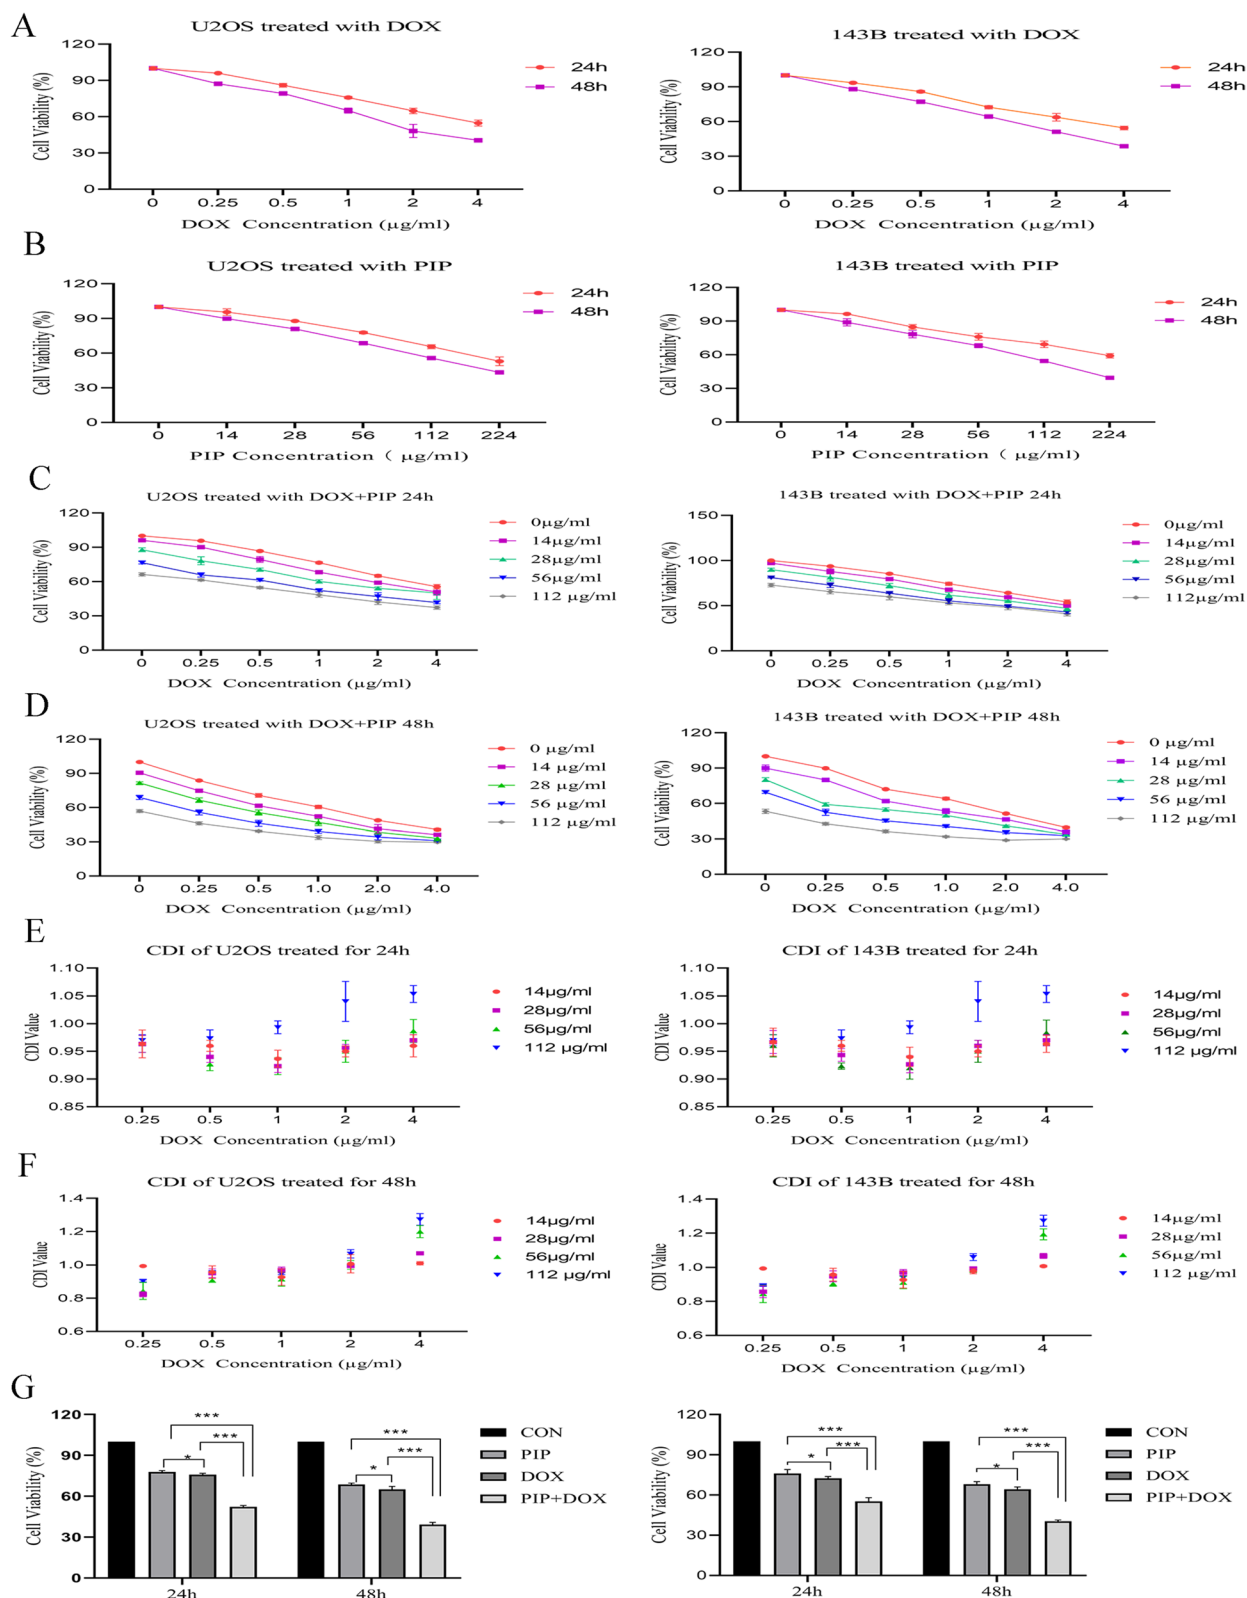 A
U2OS treated with DOX
120
90
60
30
0
Cell Viability (%)
0 0.25 0.5 1 2 4
DOX Concentration (μg/ml)
24h
48h
143B treated with DOX
120
90
60
30
0
Cell Viability (%)
0 0.25 0.5 1 2 4
DOX Concentration (μg/ml)
24h
48h
B
U2OS treated with PIP
120
90
60
30
0
Cell Viability (%)
0 14 28 56 112 224
PIP Concentration ( μg/ml)
24h
48h
143B treated with PIP
120
90
60
30
0
Cell Viability (%)
0 14 28 56 112 224
PIP Concentration ( μg/ml)
24h
48h
C
U2OS treated with DOX+PIP 24h
120
90
60
30
0
Cell Viability (%)
0 0.25 0.5 1 2 4
DOX Concentration (μg/ml)
0μg/ml
14μg/ml
28μg/ml
56μg/ml
112 μg/ml
143B treated with DOX+PIP 24h
150
100
50
0
Cell Viability (%)
0 0.25 0.5 1 2 4
DOX Concentration (μg/ml)
0μg/ml
14μg/ml
28μg/ml
56μg/ml
112μg/ml
D
U2OS treated with DOX+PIP 48h
120
90
60
30
0
Cell Viability (%)
0 0.25 0.5 1.0 2.0 4.0
DOX Concentration (μg/ml)
0 μg/ml
14 μg/ml
28 μg/ml
56 μg/ml
112 μg/ml
143B treated with DOX+PIP 48h
120
90
60
30
0
Cell Viability (%)
0 0.25 0.5 1.0 2.0 4.0
DOX Concentration (μg/ml)
0 μg/ml
14 μg/ml
28 μg/ml
56 μg/ml
112 μg/ml
E
CDI of U2OS treated for 24h
1.10
1.05
1.00
0.95
0.90
0.85
CDI Value
0.25 0.5 1 2 4
DOX Concentration (μg/ml)
14μg/ml
28μg/ml
56μg/ml
112 μg/ml
CDI of 143B treated for 24h
1.10
1.05
1.00
0.95
0.90
0.85
CDI Value
0.25 0.5 1 2 4
DOX Concentration (μg/ml)
14μg/ml
28μg/ml
56μg/ml
112 μg/ml
F
CDI of U2OS treated for 48h
1.4
1.2
1.0
0.8
0.6
CDI Value
0.25 0.5 1 2 4
DOX Concentration (μg/ml)
14μg/ml
28μg/ml
56μg/ml
112 μg/ml
CDI of 143B treated for 48h
1.4
1.2
1.0
0.8
0.6
CDI Value
0.25 0.5 1 2 4
DOX Concentration (μg/ml)
14μg/ml
28μg/ml
56μg/ml
112 μg/ml
G
120
90
60
30
0
Cell Viability (%)
***
***
*
***
***
*
24h 48h
CON
PIP
DOX
PIP+DOX
120
90
60
30
0
Cell Viability (%)
***
***
*
***
***
*
24h 48h
CON
PIP
DOX
PIP+DOX